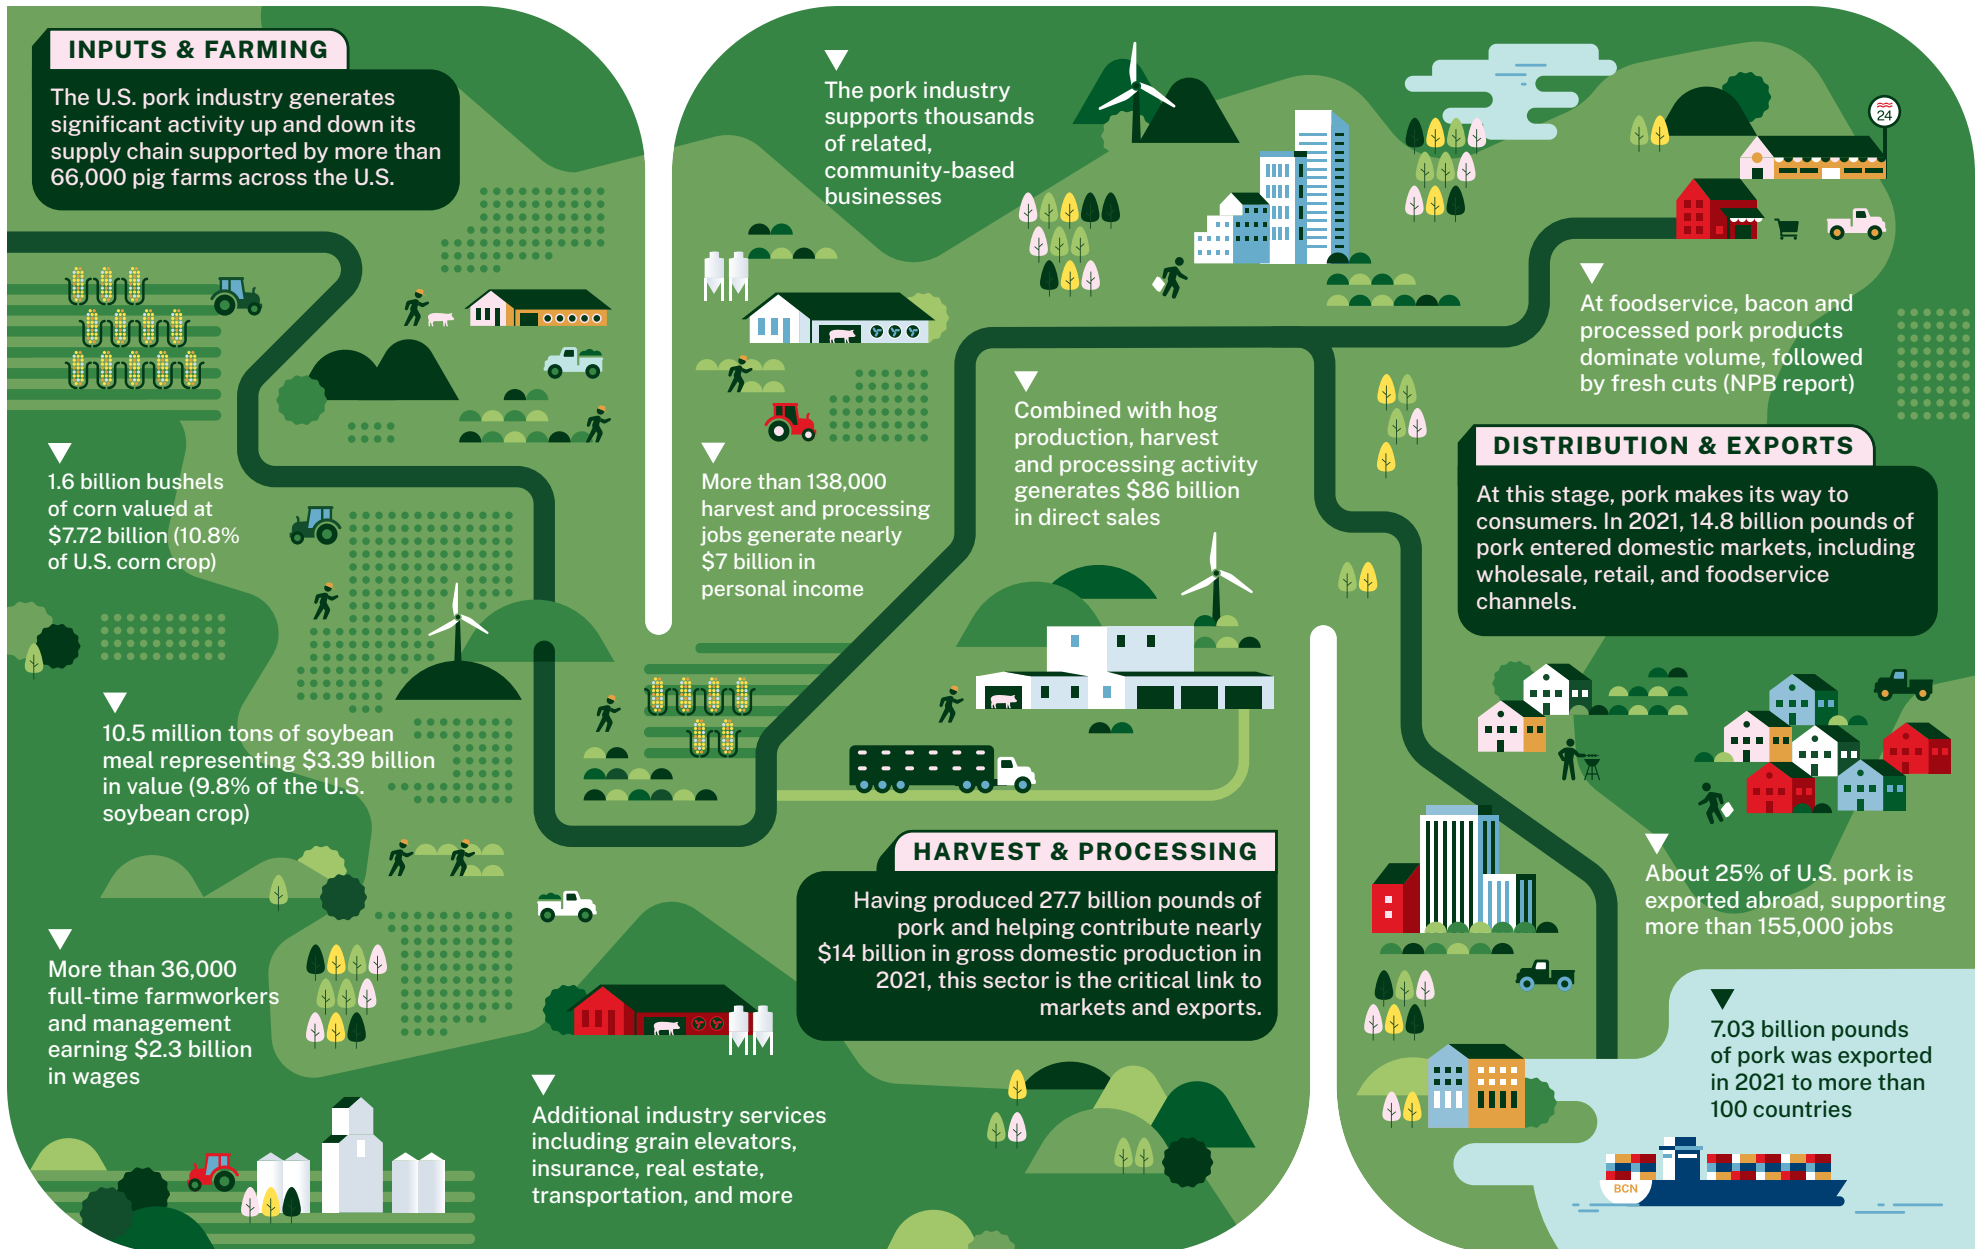 INPUTS & FARMING
The U.S. pork industry generates
significant activity up and down its
supply chain supported by more than
66,000 pig farms across the U.S.
1.6 billion bushels
of corn valued at
$7.72 billion (10.8%
of U.S. corn crop)
10.5 million tons of soybean
meal representing $3.39 billion
in value (9.8% of the U.S.
soybean crop)
More than 36,000
full-time farmworkers
and management
earning $2.3 billion
in wages
Additional industry services
including grain elevators,
insurance, real estate,
transportation, and more
The pork industry
supports thousands
of related,
community-based
businesses
More than 138,000
harvest and processing
jobs generate nearly
$7 billion in
personal income
Combined with hog
production, harvest
and processing activity
generates $86 billion
in direct sales
HARVEST & PROCESSING
Having produced 27.7 billion pounds of
pork and helping contribute nearly
$14 billion in gross domestic production in
2021, this sector is the critical link to
markets and exports.
24
At foodservice, bacon and
processed pork products
dominate volume, followed
by fresh cuts (NPB report)
DISTRIBUTION & EXPORTS
At this stage, pork makes its way to
consumers. In 2021, 14.8 billion pounds of
pork entered domestic markets, including
wholesale, retail, and foodservice
channels.
About 25% of U.S. pork is
exported abroad, supporting
more than 155,000 jobs
7.03 billion pounds
of pork was exported
in 2021 to more than
100 countries
BCN